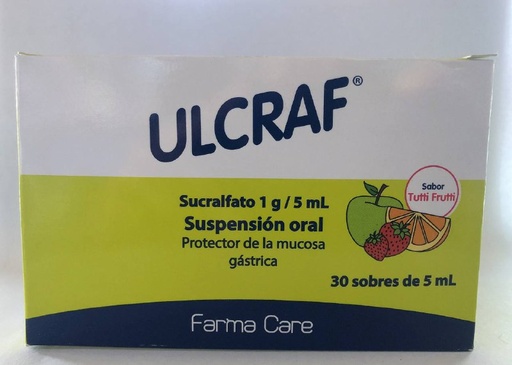 ULCRAF®
Sucralfato 1 g / 5 mL
Suspensión oral
Protector de la mucosa
gástrica
Sabor
Tutti Frutti
30 sobres de 5 mL
Farma Care